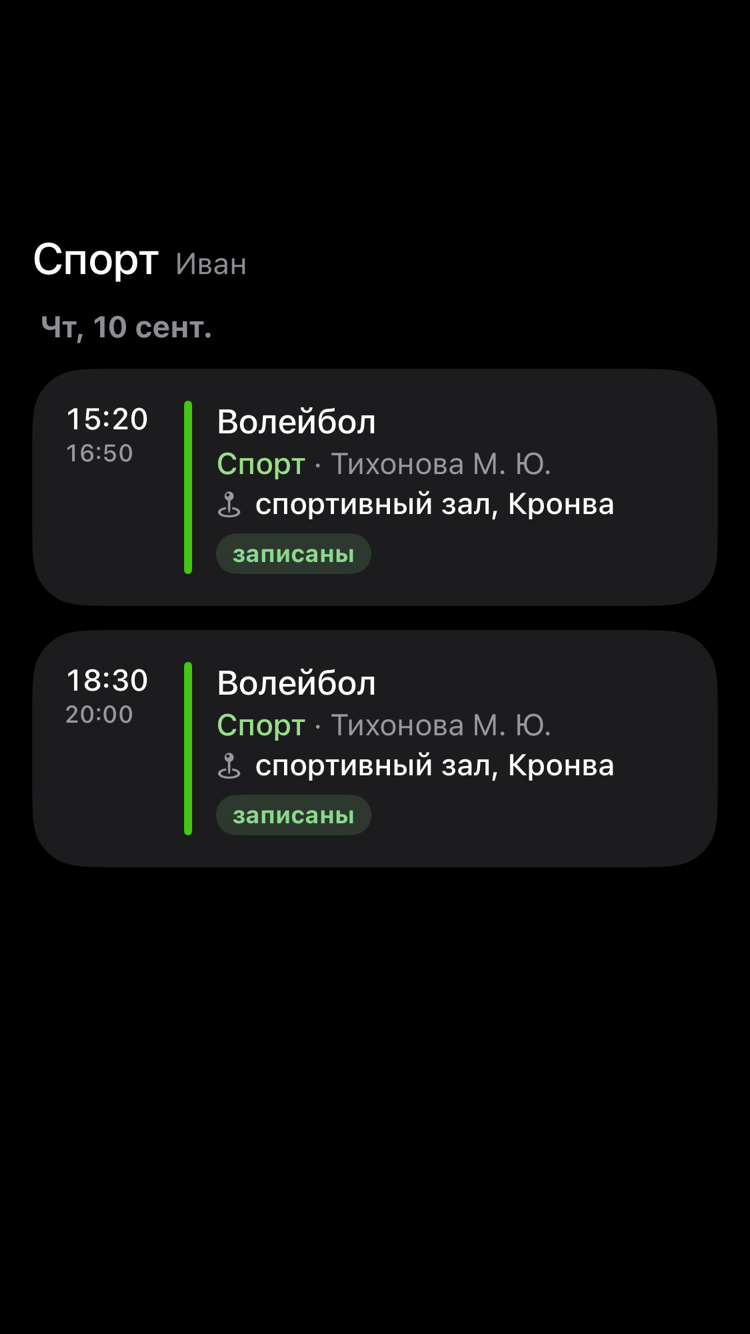 Спорт Иван
Чт, 10 сент.
15:20
16:50
Волейбол
Спорт · Тихонова М. Ю.
спортивный зал, Кронва
записаны
18:30
20:00
Волейбол
Спорт · Тихонова М. Ю.
спортивный зал, Кронва
записаны